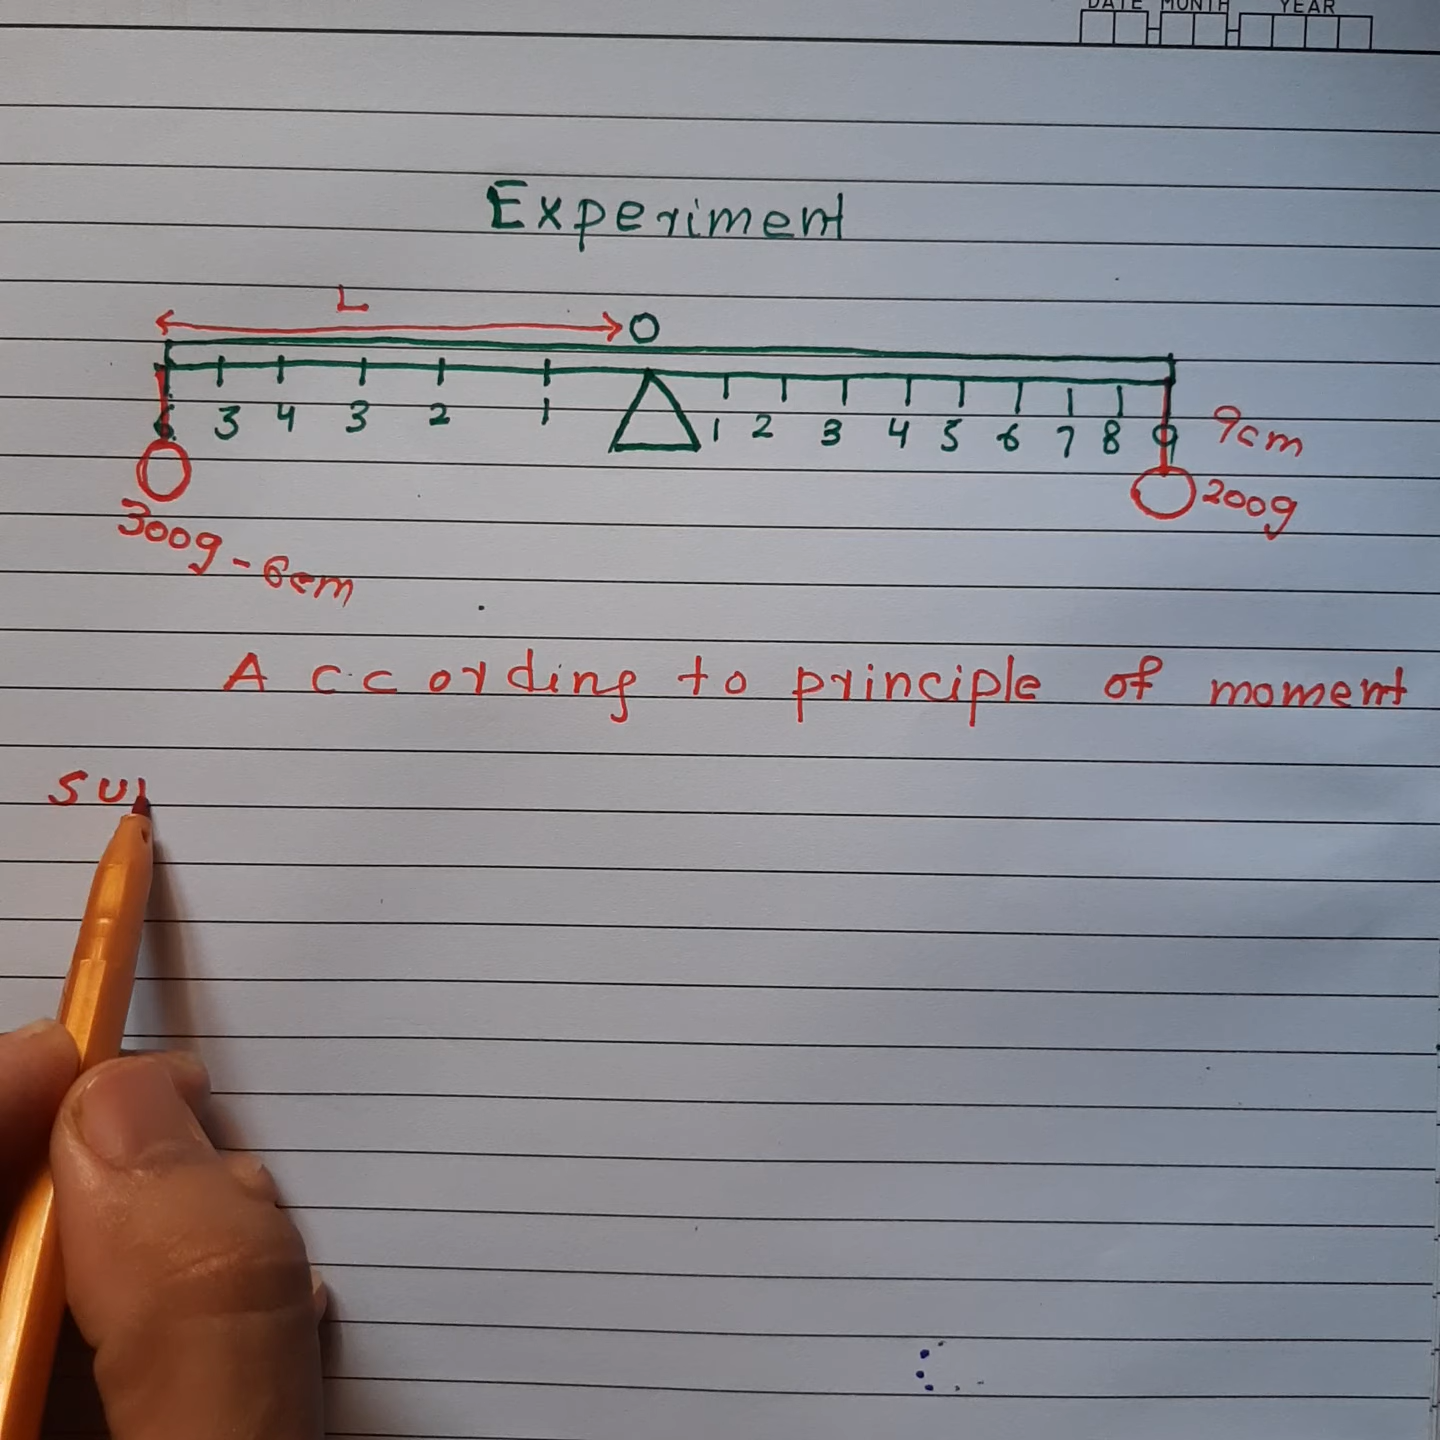 DATE MONTH YEAR
Experiment
L O
6 3 4 3 2 1 1 2 3 4 5 6 7 8 9 9cm
200g
300g - 6cm
According to principle of moment
su